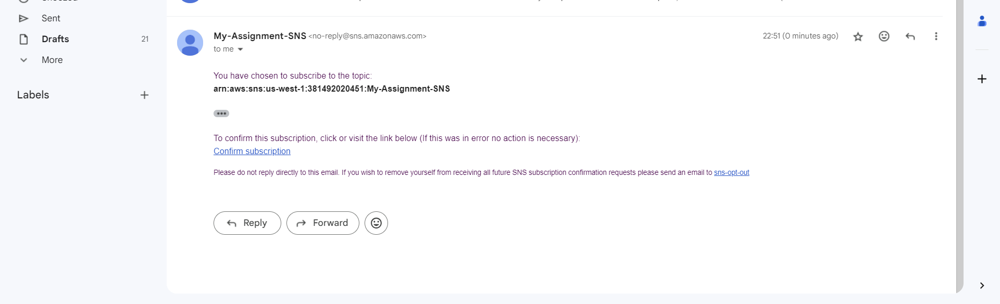 Sent
Drafts 21
More
Labels
My-Assignment-SNS <no-reply@sns.amazonaws.com> 22:51 (0 minutes ago)
to me
You have chosen to subscribe to the topic:
arn:aws:sns:us-west-1:381492020451:My-Assignment-SNS
To confirm this subscription, click or visit the link below (If this was in error no action is necessary):
Confirm subscription
Please do not reply directly to this email. If you wish to remove yourself from receiving all future SNS subscription confirmation requests please send an email to sns-opt-out
Reply Forward